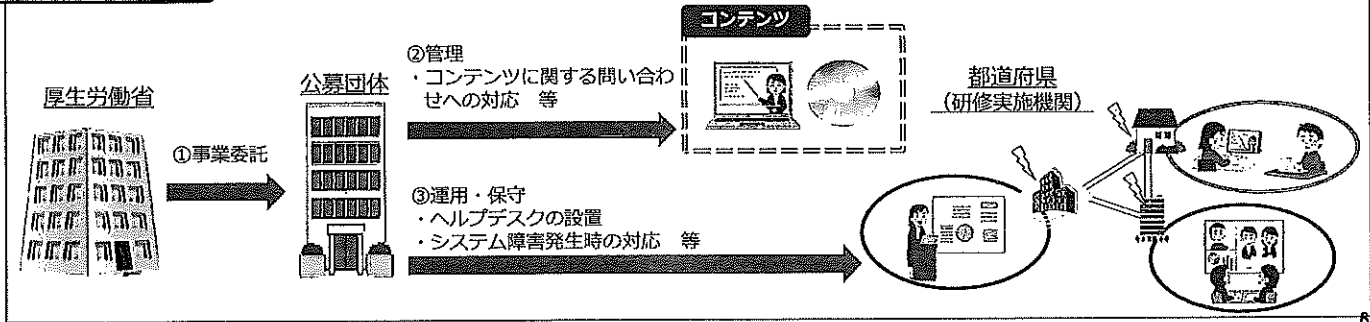 厚生労働省
①事業委託
公募団体
②管理
・コンテンツに関する問い合わ
せへの対応 等
コンテンツ
③運用・保守
・ヘルプデスクの設置
・システム障害発生時の対応 等
都道府県
（研修実施機関）